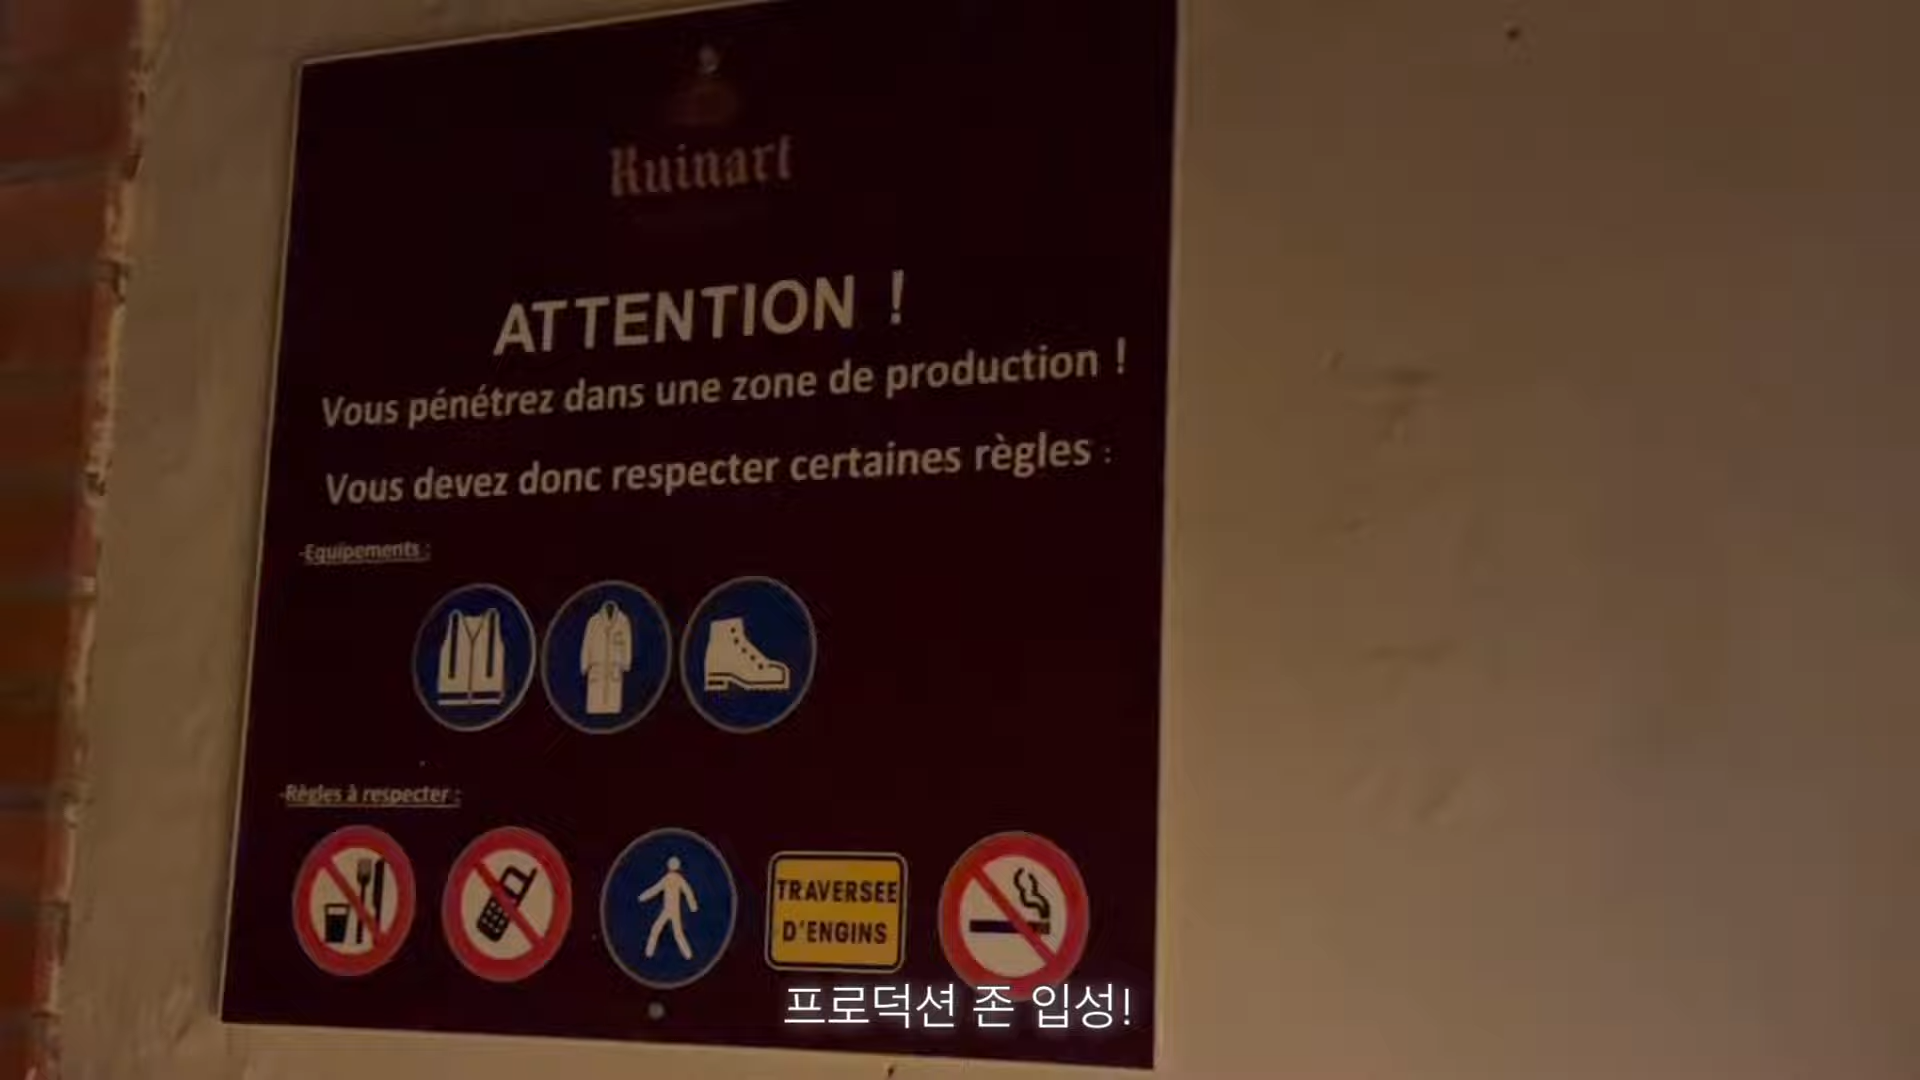 Ruinart
ATTENTION !
Vous pénétrez dans une zone de production !
Vous devez donc respecter certaines règles :
-Equipements :
-Règles à respecter :
TRAVERSEE
D'ENGINS
프로덕션 존 입성!